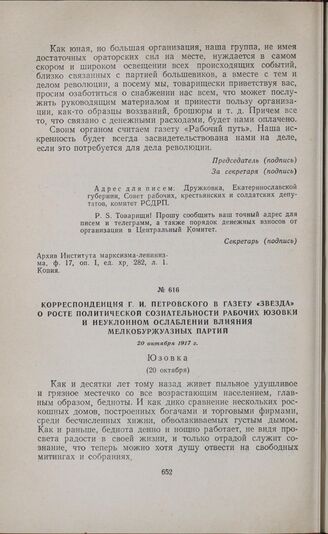 Как юная, но большая организация, наша группа, не имея
достаточных ораторских сил на месте, нуждается в самом
скором и широком освещении всех происходящих событий,
близко связанных с партией большевиков, а вместе с тем и
делом революции, а посему мы, товарищески приветствуя вас,
просим озаботиться о снабжении нас всем, что может послу-
жить руководящим материалом и принести пользу организа-
ции, как-то образцы воззваний, брошюры и т. д. Причем все
то, что связано с денежными расходами, будет нами оплачено.
Своим органом считаем газету «Рабочий путь». Наша ис-
кренность будет всегда засвидетельствована нами на деле,
если это потребуется для дела революции.
Председатель (подпись)
За секретаря (подпись)
Адрес для писем. Дружковка, Екатеринославской
губернии, Совет рабочих, крестьянских и солдатских депу-
татов, комитет РСДРП.
P. S. Товарищи! Прошу сообщить ваш точный адрес для
писем и телеграмм, а также порядок денежных взносов от
организации в Центральный Комитет.
Секретарь (подпись)
Архив Института марксизма-лениниз-
ма, ф. 17, оп. 1, ед. хр. 282, л. 1.
Копия.
№ 616
КОРРЕСПОНДЕНЦИЯ Г. И. ПЕТРОВСКОГО В ГАЗЕТУ «ЗВЕЗДА»
О РОСТЕ ПОЛИТИЧЕСКОЙ СОЗНАТЕЛЬНОСТИ РАБОЧИХ ЮЗОВКИ
И НЕУКЛОННОМ ОСЛАБЛЕНИИ ВЛИЯНИЯ
МЕЛКОБУРЖУАЗНЫХ ПАРТИЙ
20 октября 1917 г.
Юзовка
(20 октября)
Как и десятки лет тому назад живет пыльное удушливое
и грязное местечко со все возрастающим населением, глав-
ным образом, бедноты. И как дико сравнение нескольких рос-
кошных домов, построенных богачами и торговыми фирмами,
среди бесчисленных хижин, обволакиваемых густым дымом.
Как и раньше, беднота денно и нощно работает, не видя про-
света радости в своей жизни, и только отрадой служит со-
знание, что теперь можно хотя душу отвести на свободных
митингах и собраниях.
652